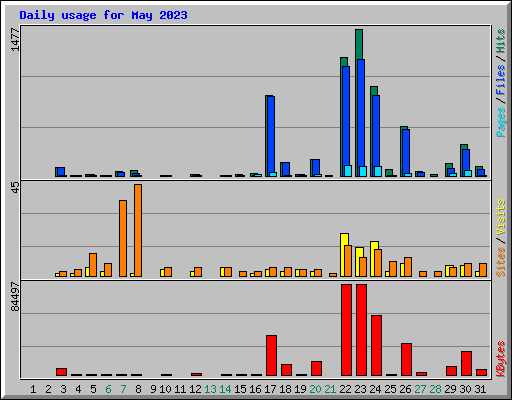 Daily usage for May 2023
1477
Pages/Files/Hits
45
Sites/Visits
84497
KBytes
1 2 3 4 5 6 7 8 9 10 11 12 13 14 15 16 17 18 19 20 21 22 23 24 25 26 27 28 29 30 31